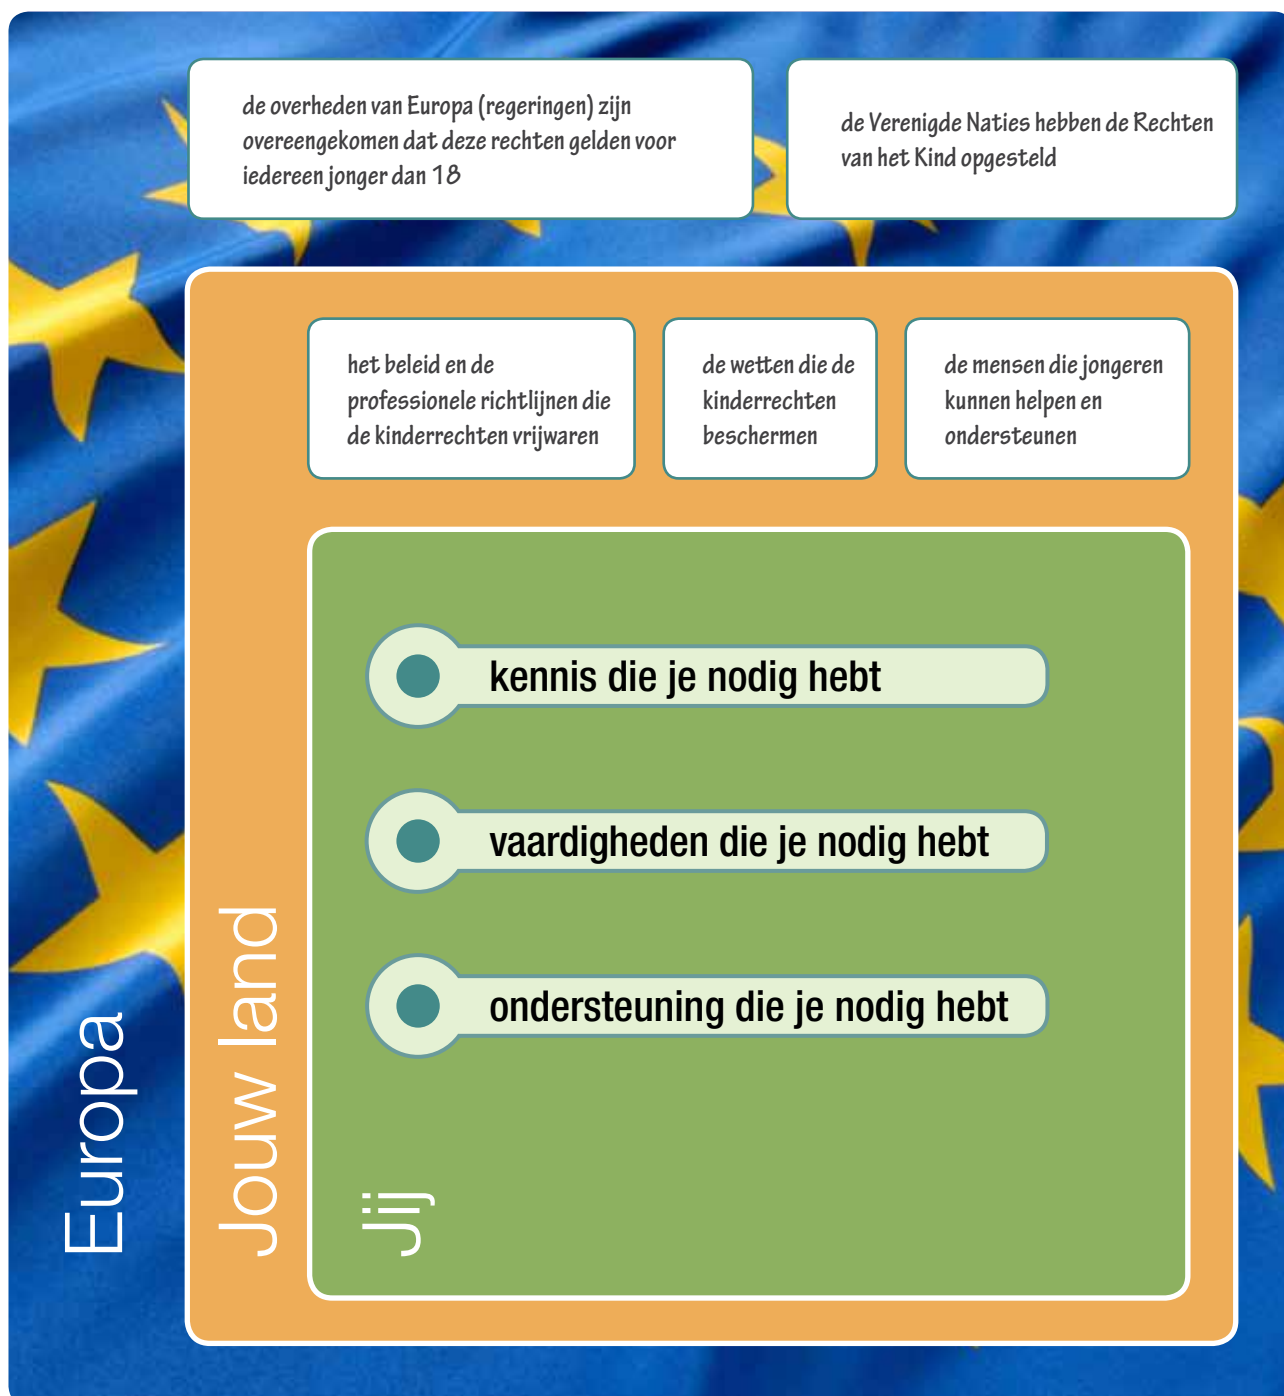 de overheden van Europa (regeringen) zijn
overeengekomen dat deze rechten gelden voor
iedereen jonger dan 18
de Verenigde Naties hebben de Rechten
van het Kind opgesteld
het beleid en de
professionele richtlijnen die
de kinderrechten vrijwaren
de wetten die de
kinderrechten
beschermen
de mensen die jongeren
kunnen helpen en
ondersteunen
kennis die je nodig hebt
vaardigheden die je nodig hebt
ondersteuning die je nodig hebt
Europa
Jouw land
Jij